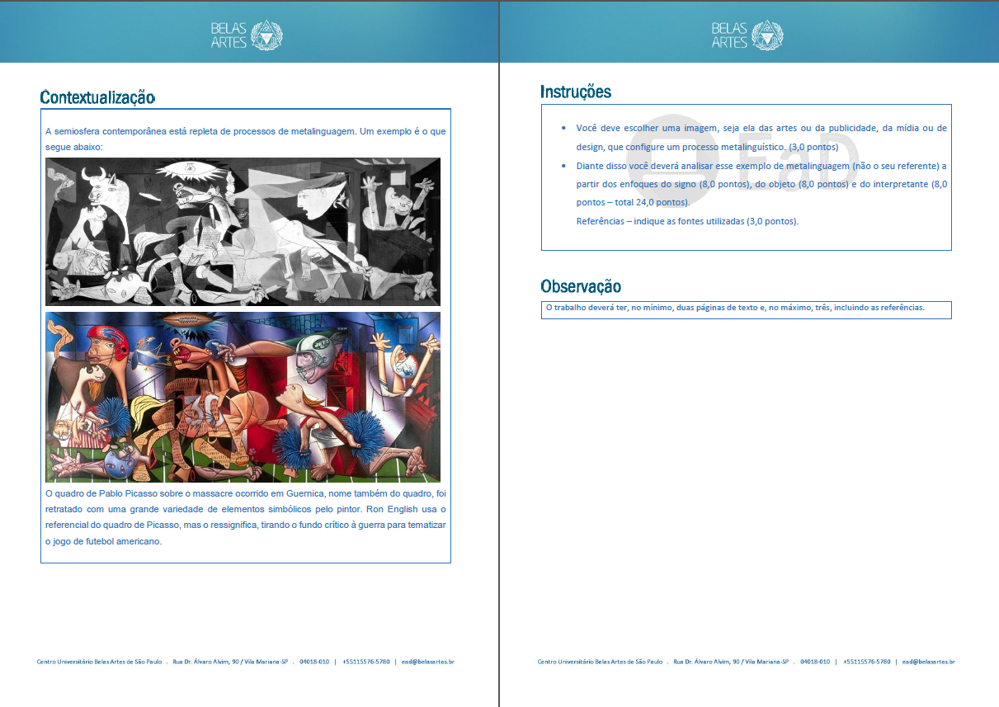 BELAS
ARTES
Contextualização
A semiosfera contemporânea está repleta de processos de metalinguagem. Um exemplo é o que
segue abaixo:
JETS
30
O quadro de Pablo Picasso sobre o massacre ocorrido em Guernica, nome também do quadro, foi
retratado com uma grande variedade de elementos simbólicos pelo pintor. Ron English usa o
referencial do quadro de Picasso, mas o ressignifica, tirando o fundo crítico à guerra para tematizar
o jogo de futebol americano.
Centro Universitário Belas Artes de São Paulo . Rua Dr. Álvaro Alvim, 90 / Vila Mariana-SP . 04018-010 | +55115576-5780 | ead@belasartes.br
BELAS
ARTES
Instruções
EaD
• Você deve escolher uma imagem, seja ela das artes ou da publicidade, da mídia ou de
design, que configure um processo metalinguístico. (3,0 pontos)
• Diante disso você deverá analisar esse exemplo de metalinguagem (não o seu referente) a
partir dos enfoques do signo (8,0 pontos), do objeto (8,0 pontos) e do interpretante (8,0
pontos – total 24,0 pontos).
Referências – indique as fontes utilizadas (3,0 pontos).
Observação
O trabalho deverá ter, no mínimo, duas páginas de texto e, no máximo, três, incluindo as referências.
Centro Universitário Belas Artes de São Paulo . Rua Dr. Álvaro Alvim, 90 / Vila Mariana-SP . 04018-010 | +55115576-5780 | ead@belasartes.br